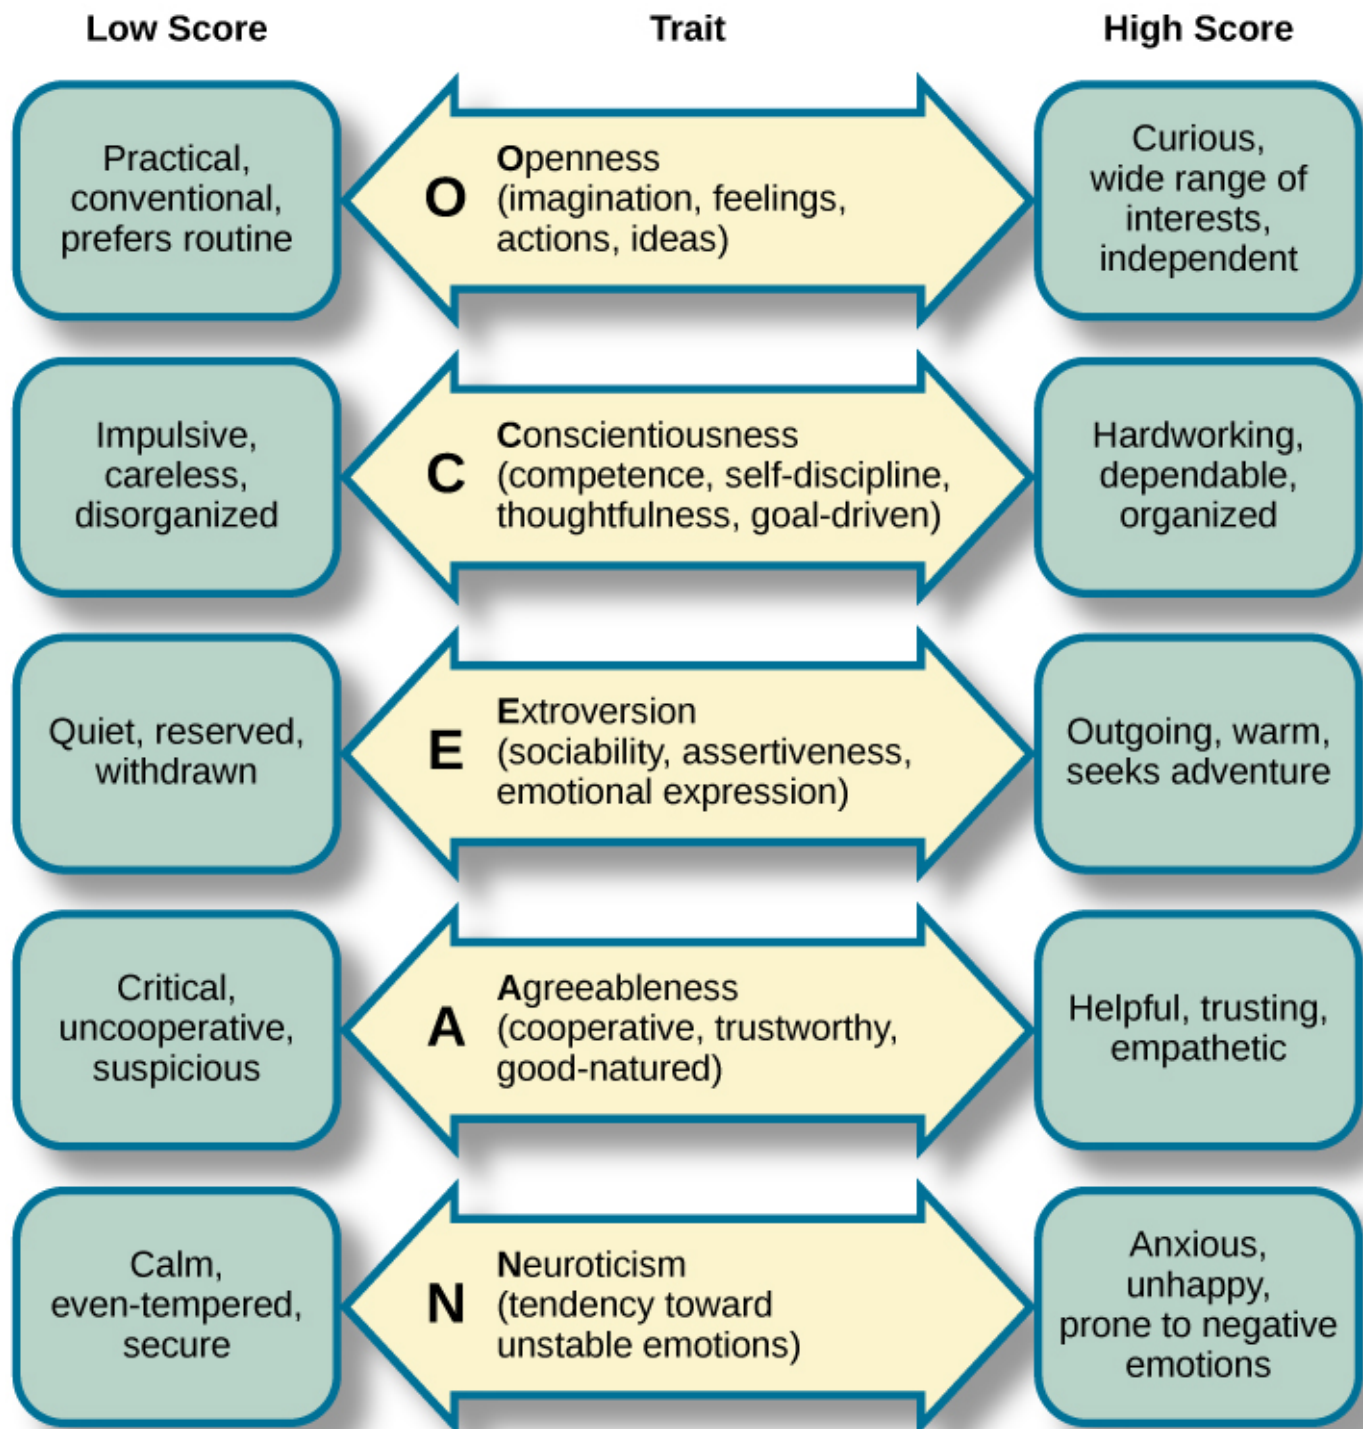 Low Score
Trait
High Score
Practical,
conventional,
prefers routine
O
Openness
(imagination, feelings,
actions, ideas)
Curious,
wide range of
interests,
independent
Impulsive,
careless,
disorganized
C
Conscientiousness
(competence, self-discipline,
thoughtfulness, goal-driven)
Hardworking,
dependable,
organized
Quiet, reserved,
withdrawn
E
Extroversion
(sociability, assertiveness,
emotional expression)
Outgoing, warm,
seeks adventure
Critical,
uncooperative,
suspicious
A
Agreeableness
(cooperative, trustworthy,
good-natured)
Helpful, trusting,
empathetic
Calm,
even-tempered,
secure
N
Neuroticism
(tendency toward
unstable emotions)
Anxious,
unhappy,
prone to negative
emotions